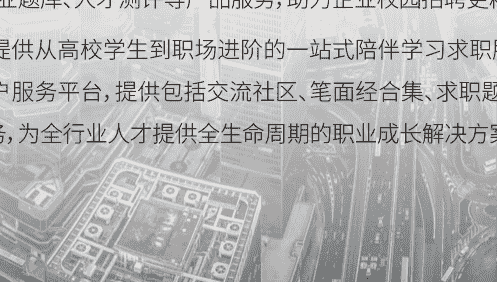 业题库、人才测评等产品服务，助力企业校园招聘更
提供从高校学生到职场进阶的一站式陪伴学习求职
服务平台，提供包括交流社区、笔面经合集、求职题
，为全行业人才提供全生命周期的职业成长解决方案